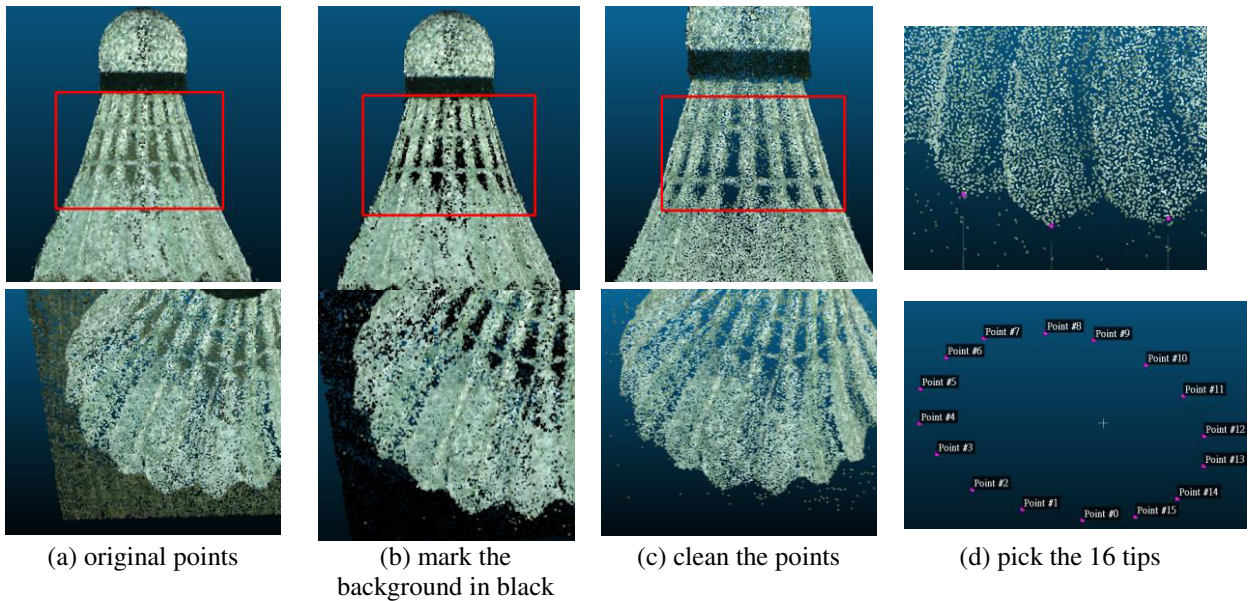 Point #7
Point #8
Point #9
Point #6
Point #10
Point #5
Point #11
Point #4
Point #12
Point #3
Point #13
Point #2
Point #14
Point #1
Point #0
Point #15
(a) original points
(b) mark the
background in black
(c) clean the points
(d) pick the 16 tips